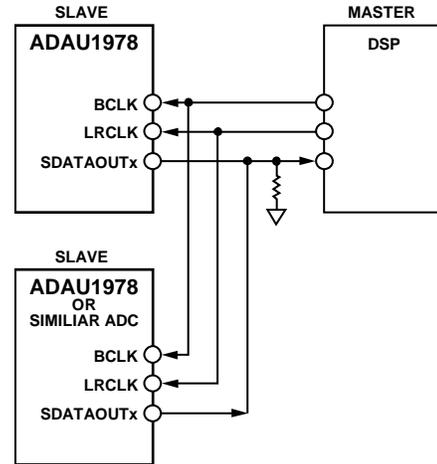 SLAVE
ADAU1978
BCLK
LRCLK
SDATAOUTx
MASTER
DSP
SLAVE
ADAU1978
OR
SIMILIAR ADC
BCLK
LRCLK
SDATAOUTx